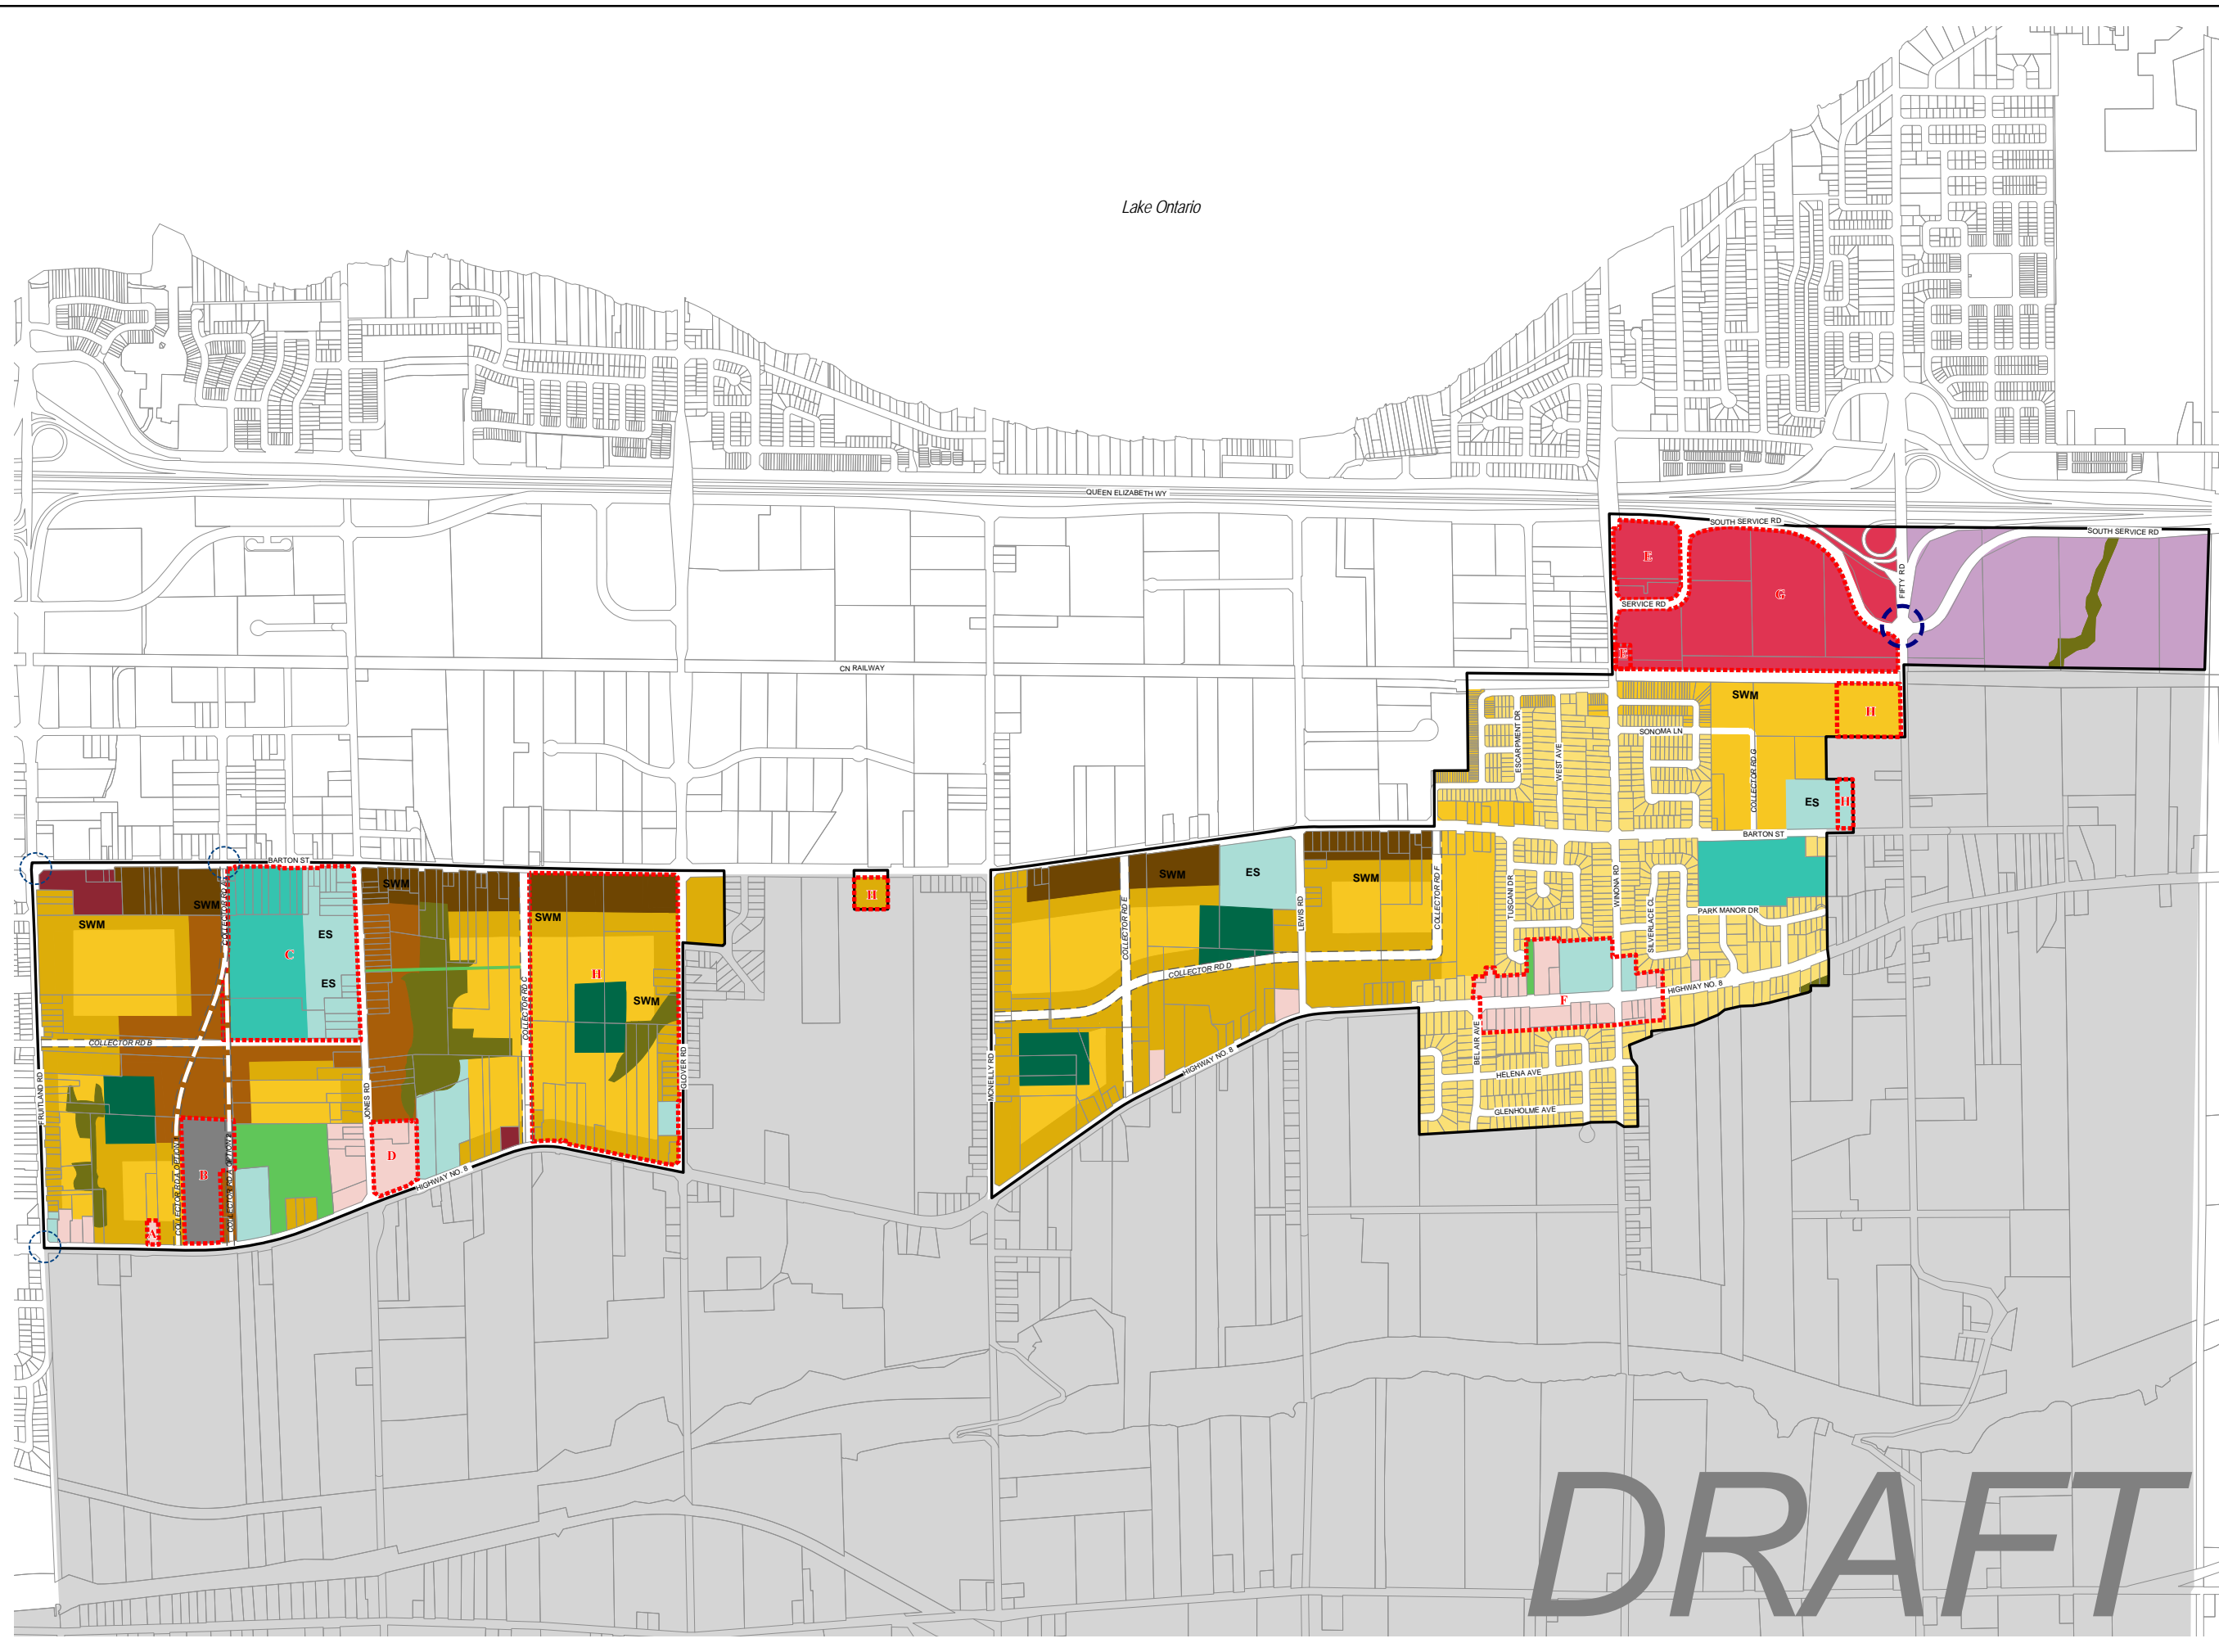 Lake Ontario
QUEEN ELIZABETH WY
SOUTH SERVICE RD
SOUTH SERVICE RD
E
G
FIFTY RD
SERVICE RD
E
CN RAILWAY
SWM
H
ESCARPMENT DR
WEST AVE
SONOMA LN
COLLECTOR RD G
ES
H
BARTON ST
BARTON ST
SWM
SWM
ES
SWM
H
SWM
SWM
SWM
ES
C
ES
H
SWM
COLLECTOR RD E
LEWIS RD
COLLECTOR RD F
TUSCANI DR
WINONA RD
SILVERLACE CL
PARK MANOR DR
COLLECTOR RD D
HIGHWAY NO. 8
F
COLLECTOR RD C
COLLECTOR RD B
FRUITLAND RD
JONES RD
GLOVER RD
MCNEILLY RD
HIGHWAY NO. 8
BEL AIR AVE
HELENA AVE
GLENHOLME AVE
D
B
HIGHWAY NO. 8
A
DRAFT